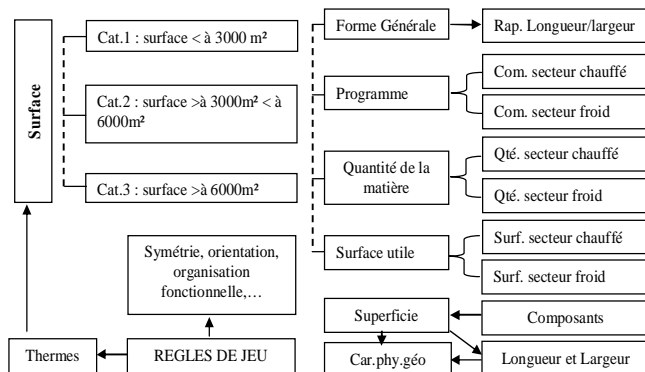 Surface
Cat.1 : surface < à 3000 m²
Cat.2 : surface >à 3000m² < à
6000m²
Cat.3 : surface >à 6000m²
Symétrie, orientation,
organisation
fonctionnelle,…
Thermes
REGLES DE JEU
Forme Générale
Rap. Longueur/largeur
Programme
Com. secteur chauffé
Com. secteur froid
Quantité de la
matière
Qté. secteur chauffé
Qté. secteur froid
Surface utile
Surf. secteur chauffé
Surf. secteur froid
Superficie
Composants
Car.phy.géo
Longueur et Largeur